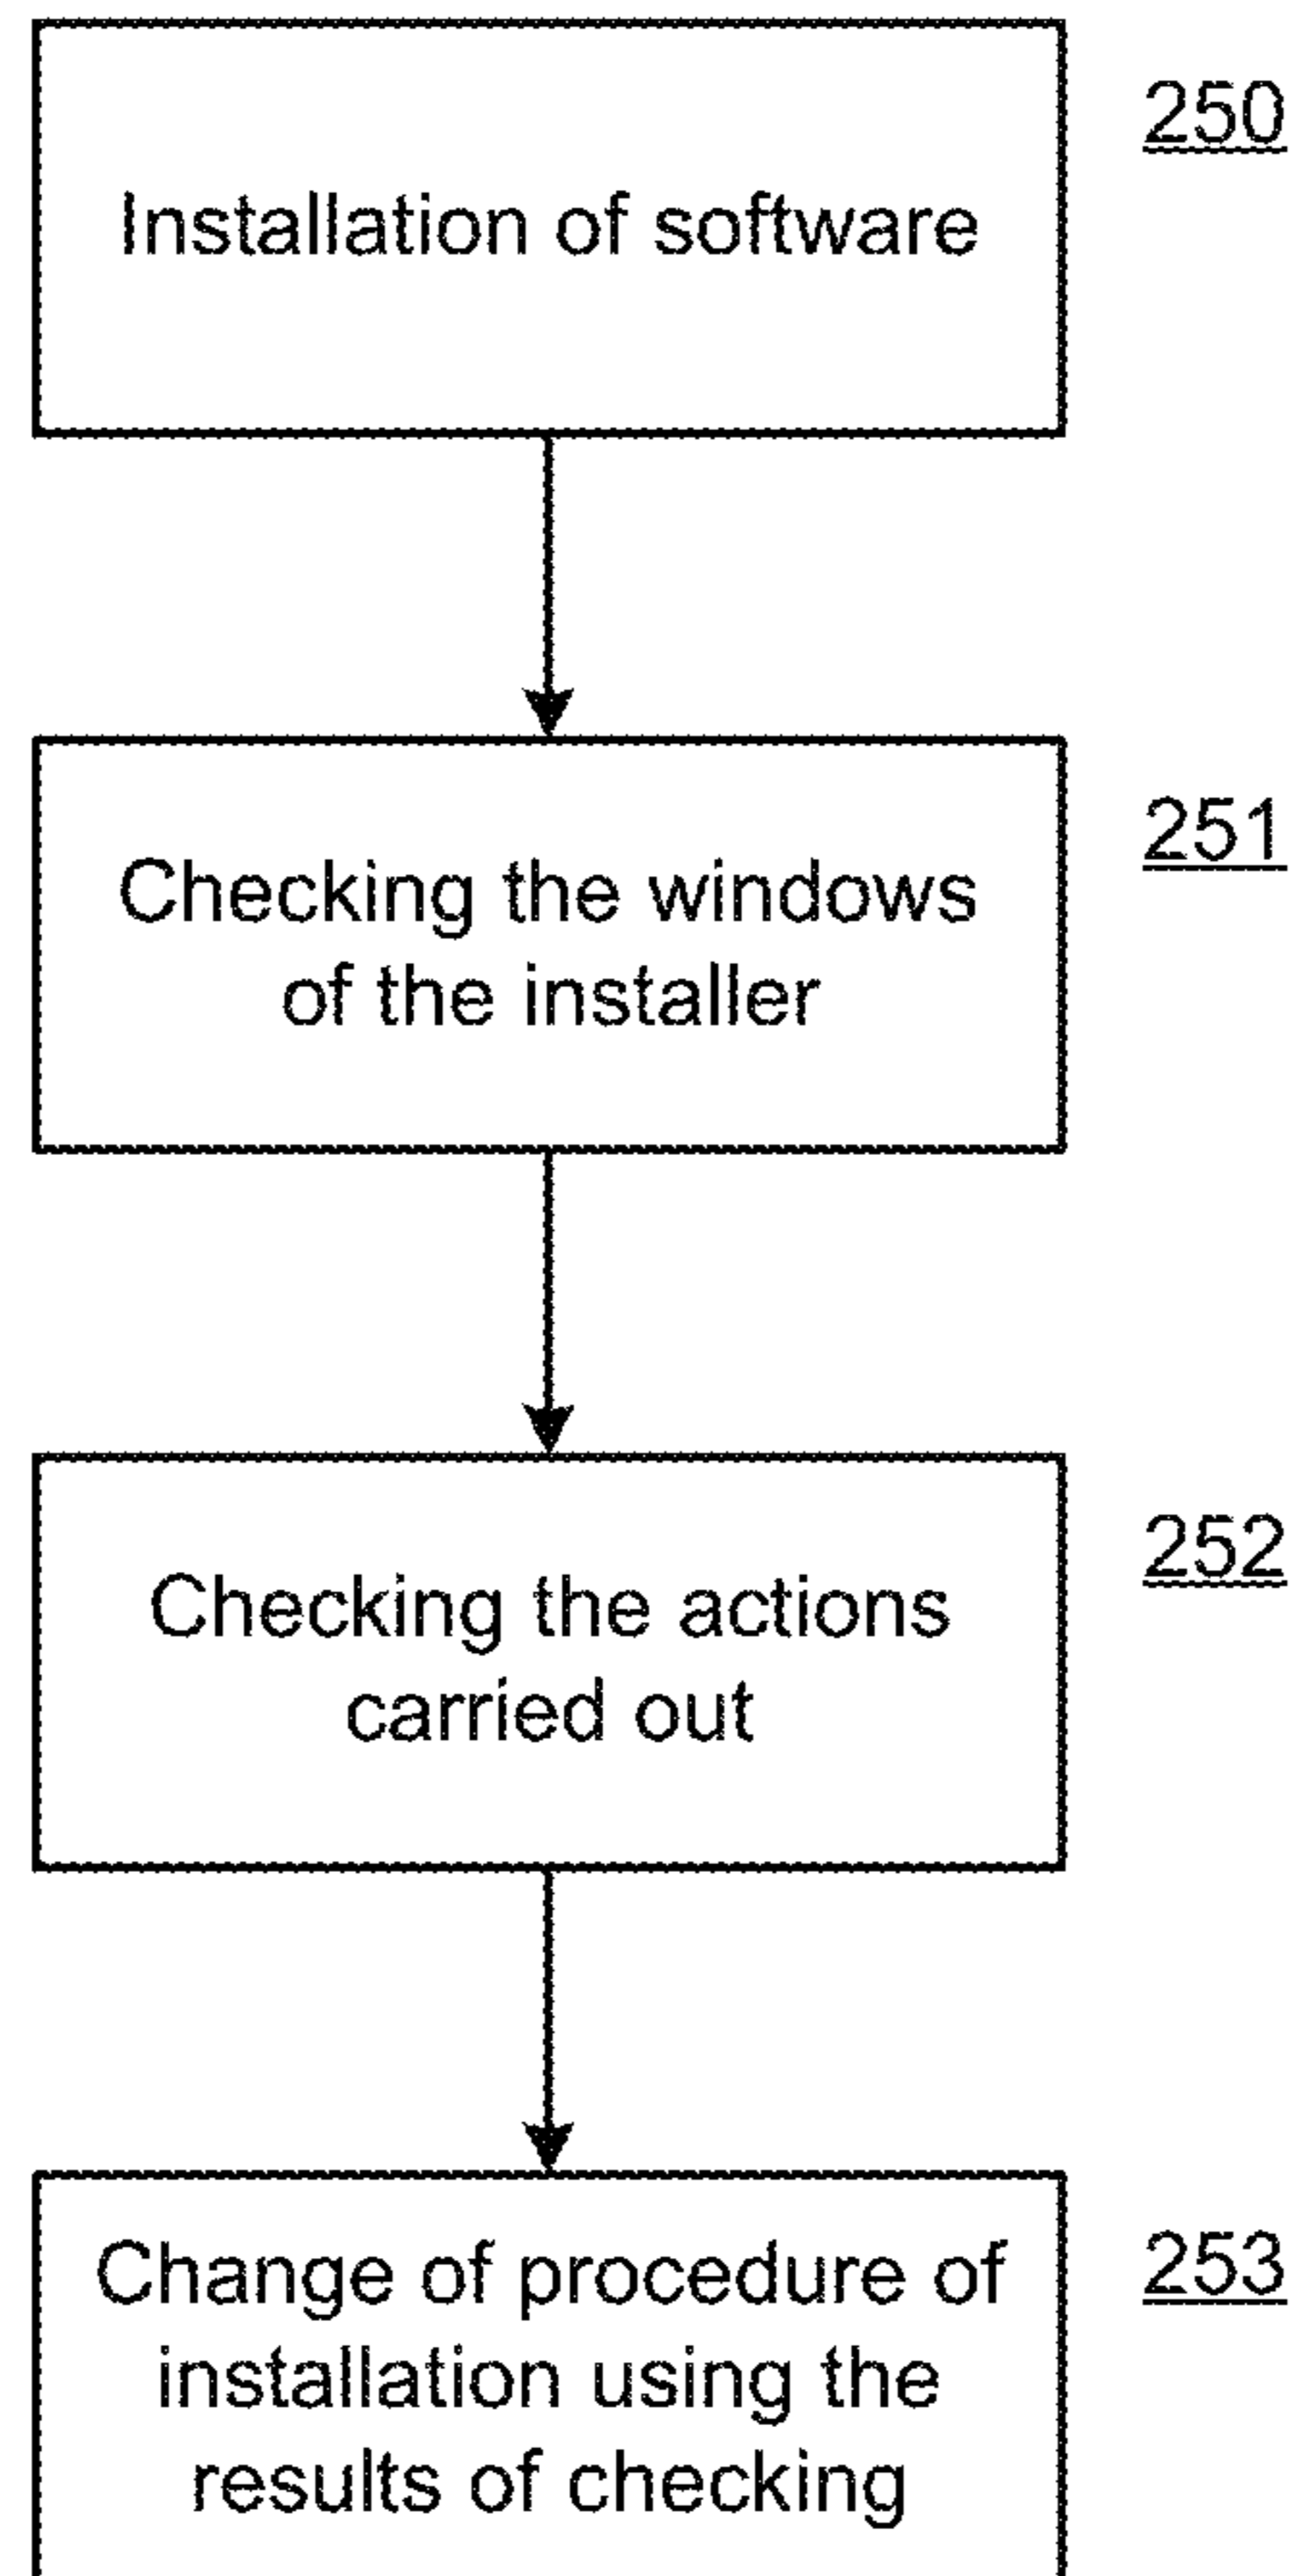 250
Installation of software
251
Checking the windows
of the installer
252
Checking the actions
carried out
253
Change of procedure of
installation using the
results of checking